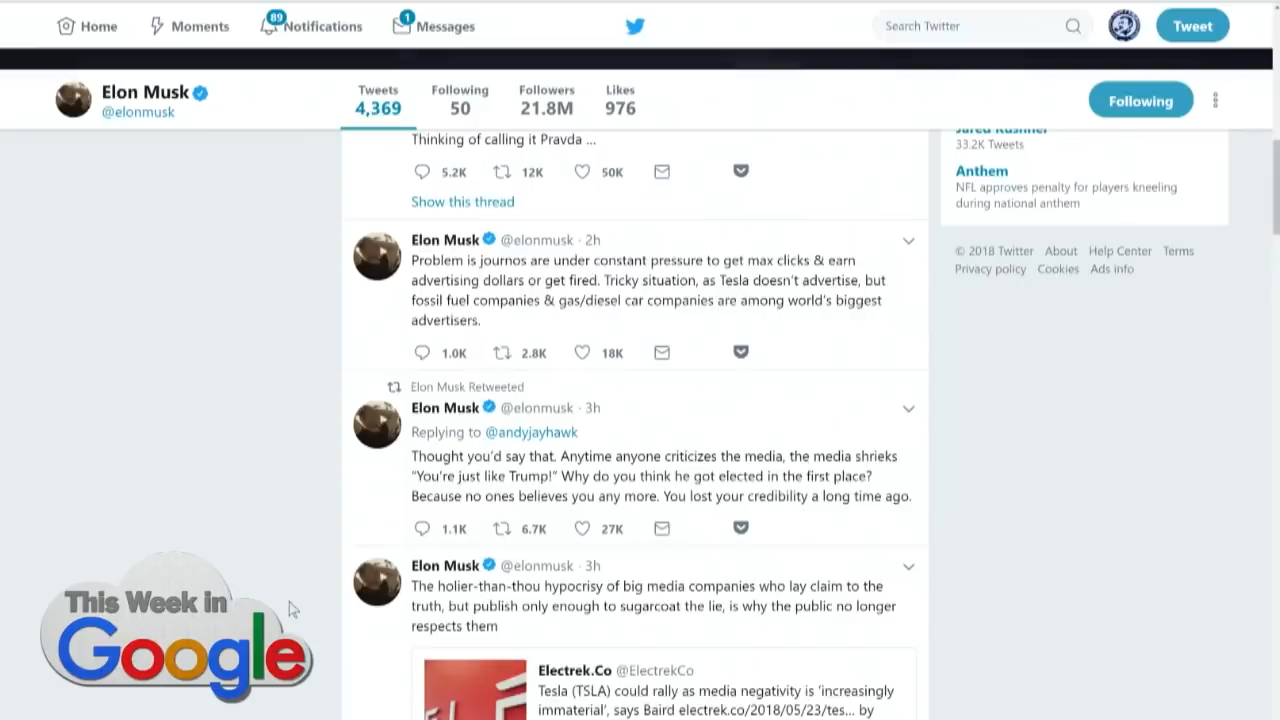 Home Moments 89 Notifications 1 Messages Search Twitter Tweet
Elon Musk
@elonmusk
Tweets Following Followers Likes
4,369 50 21.8M 976
Following
Thinking of calling it Pravda ...
5.2K 12K 50K
Show this thread
Elon Musk @elonmusk · 2h
Problem is journos are under constant pressure to get max clicks & earn
advertising dollars or get fired. Tricky situation, as Tesla doesn't advertise, but
fossil fuel companies & gas/diesel car companies are among world's biggest
advertisers.
1.0K 2.8K 18K
Elon Musk Retweeted
Elon Musk @elonmusk · 3h
Replying to @andyjayhawk
Thought you'd say that. Anytime anyone criticizes the media, the media shrieks
"You're just like Trump!" Why do you think he got elected in the first place?
Because no ones believes you any more. You lost your credibility a long time ago.
1.1K 6.7K 27K
Elon Musk @elonmusk · 3h
The holier-than-thou hypocrisy of big media companies who lay claim to the
truth, but publish only enough to sugarcoat the lie, is why the public no longer
respects them
Electrek.Co @ElectrekCo
Tesla (TSLA) could rally as media negativity is 'increasingly
immaterial', says Baird electrek.co/2018/05/23/tes... by
Jared Kushner
33.2K Tweets
Anthem
NFL approves penalty for players kneeling
during national anthem
© 2018 Twitter About Help Center Terms
Privacy policy Cookies Ads info
This Week in
Google